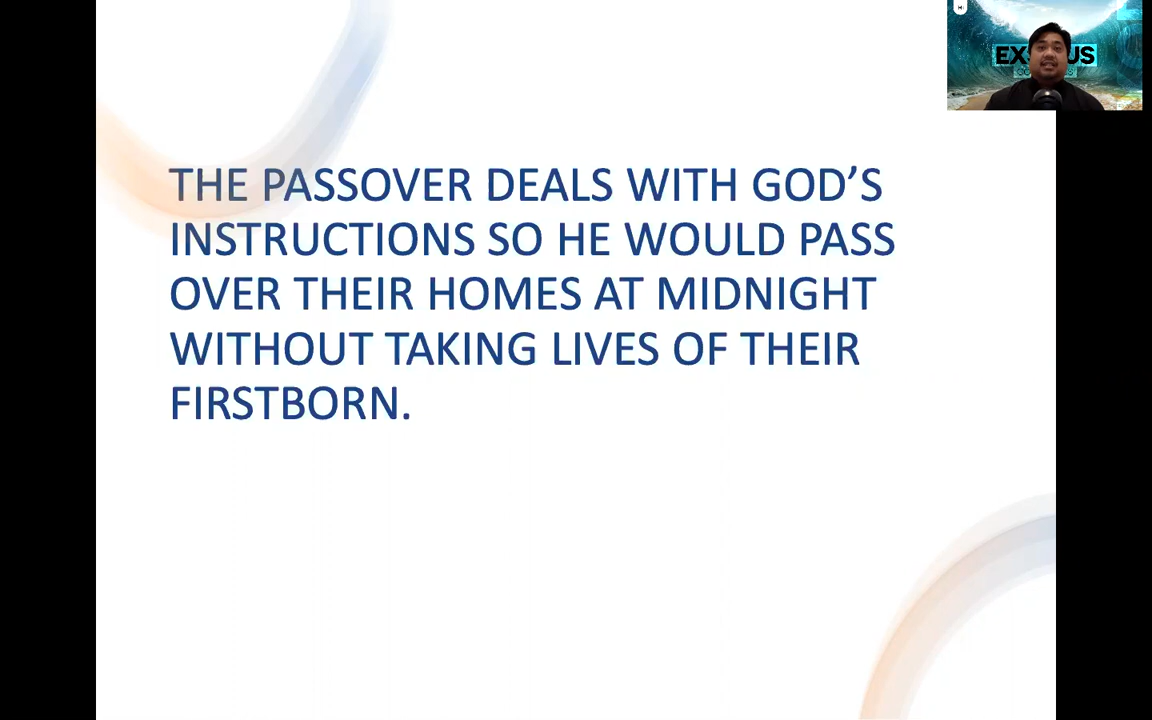 THE PASSOVER DEALS WITH GOD’S
INSTRUCTIONS SO HE WOULD PASS
OVER THEIR HOMES AT MIDNIGHT
WITHOUT TAKING LIVES OF THEIR
FIRSTBORN.